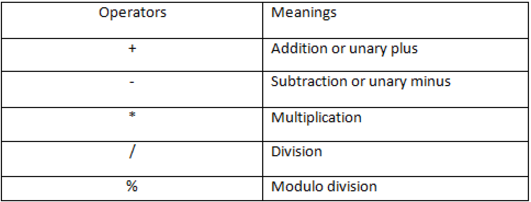 Operators Meanings
+ Addition or unary plus
- Subtraction or unary minus
* Multiplication
/ Division
% Modulo division